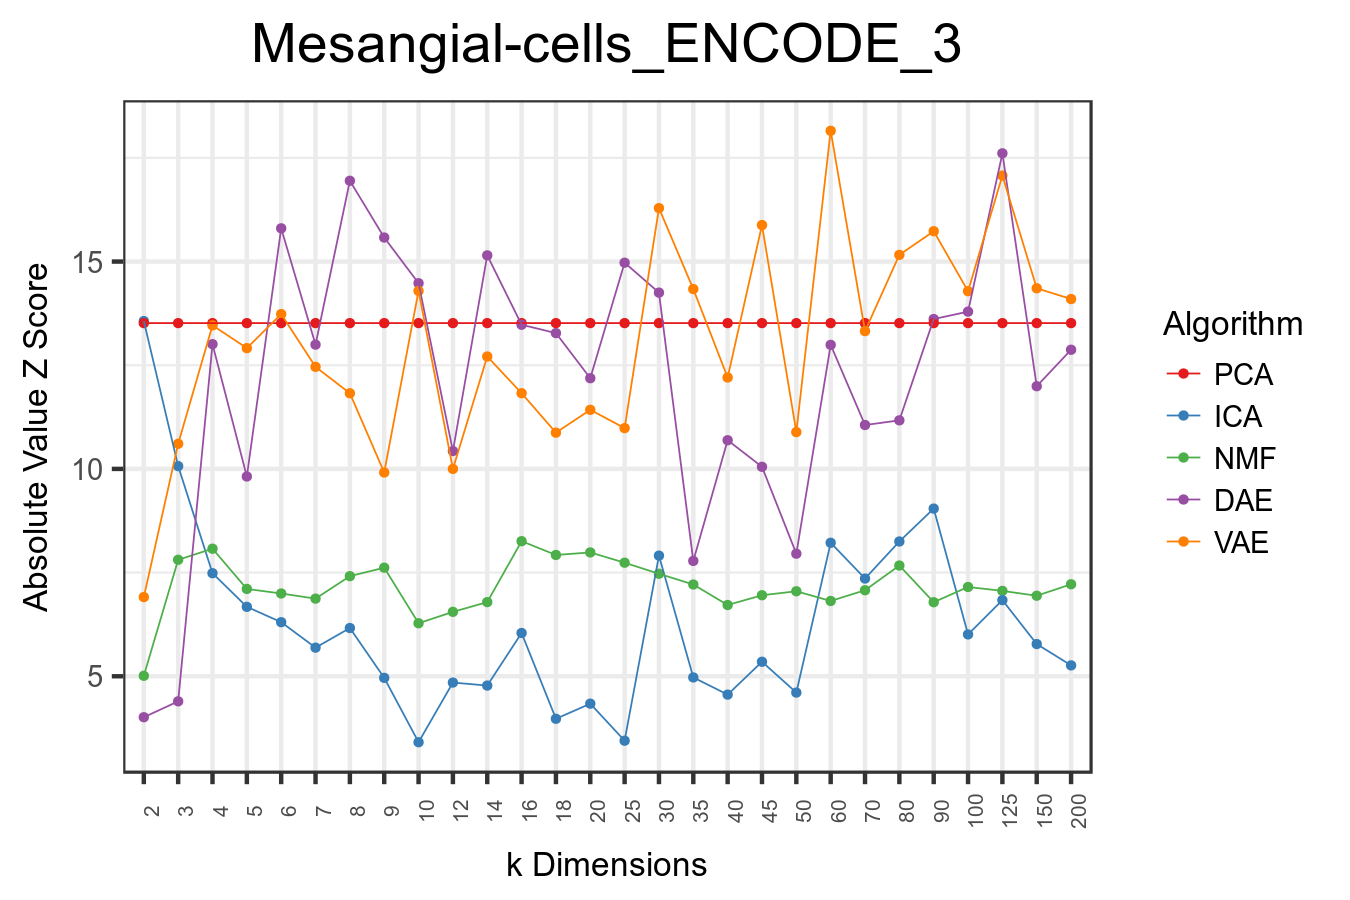 Mesangial-cells_ENCODE_3
Absolute Value Z Score
15
10
5
2 3 4 5 6 7 8 9 10 12 14 16 18 20 25 30 35 40 45 50 60 70 80 90 100 125 150 200
k Dimensions
Algorithm
PCA
ICA
NMF
DAE
VAE